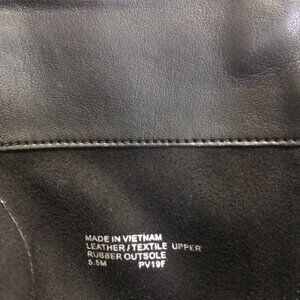 MADE IN VIETNAM
LEATHER / TEXTILE UPPER
RUBBER OUTSOLE
5.5M PV19F